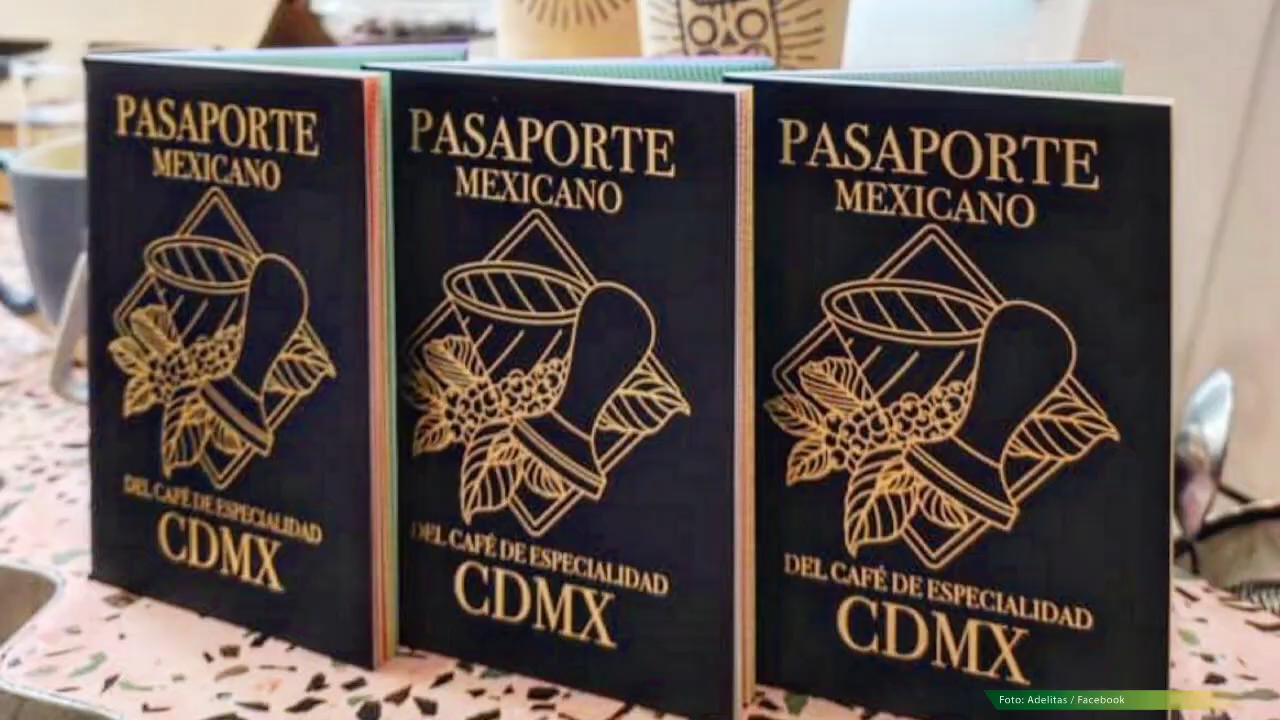 PASAPORTE
MEXICANO
DEL CAFÉ DE ESPECIALIDAD
CDMX
PASAPORTE
MEXICANO
DEL CAFÉ DE ESPECIALIDAD
CDMX
PASAPORTE
MEXICANO
DEL CAFÉ DE ESPECIALIDAD
CDMX
Foto: Adelitas / Facebook